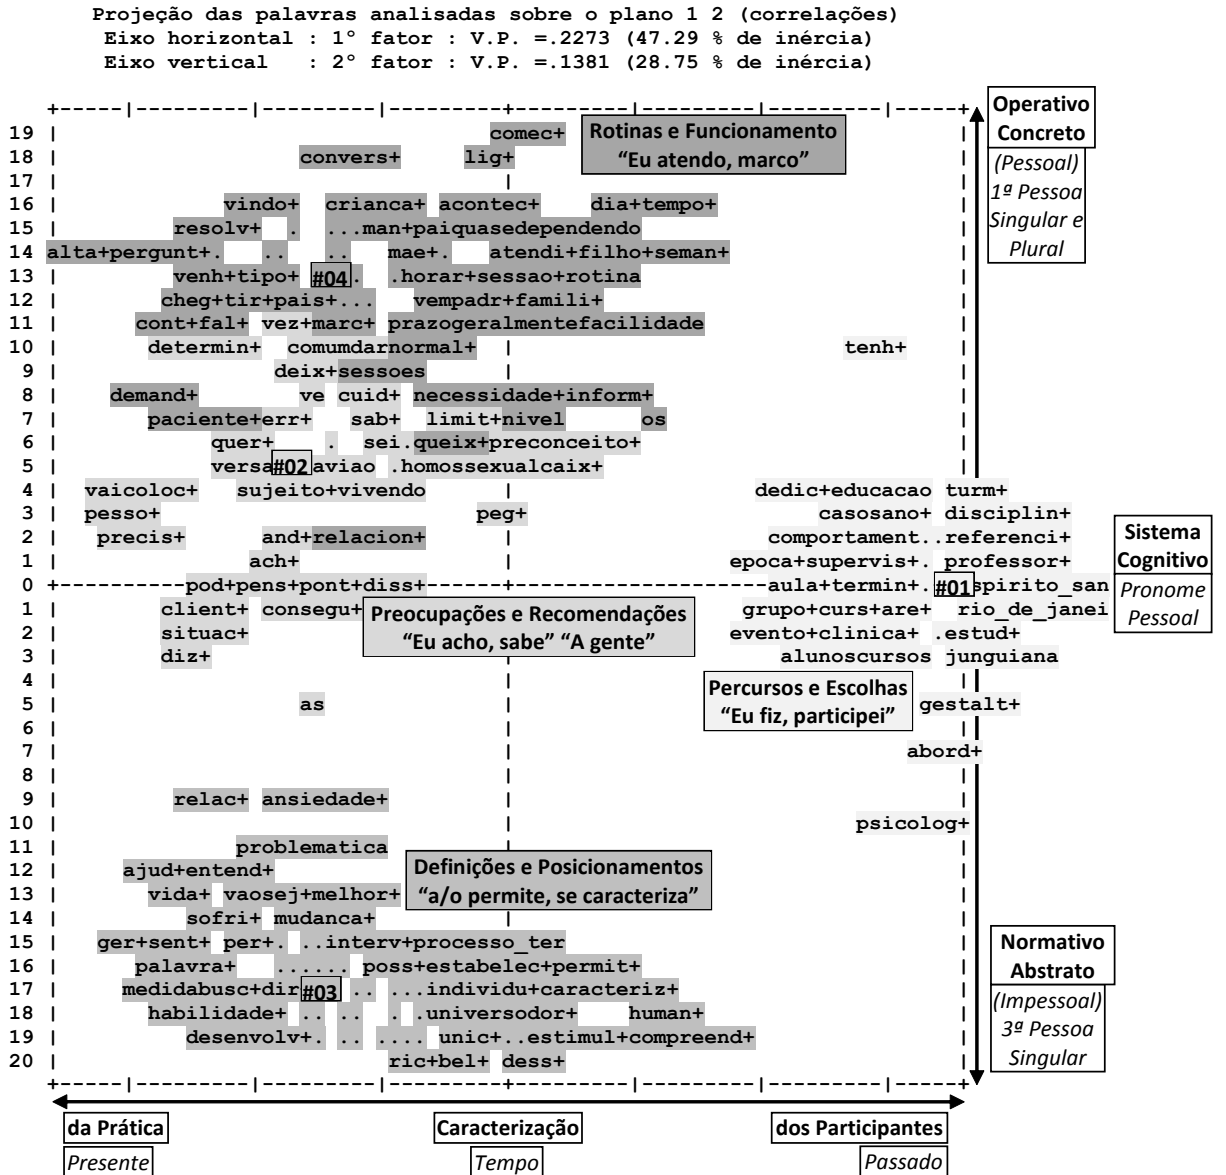 Projeção das palavras analisadas sobre o plano 1 2 (correlações)
Eixo horizontal : 1º fator : V.P. =.2273 (47.29 % de inércia)
Eixo vertical   : 2º fator : V.P. =.1381 (28.75 % de inércia)
+-----|---------|---------|---------+---------|---------|---------|-----+
19 | comec+ |
18 | convers+ lig+ |
17 | | |
16 | vindo+ crianca+ acontec+ dia+tempo+ |
15 | resolv+ . ...man+paiquasedependendo |
14 alta+pergunt+. .. .. mae+. atendi+filho+seman+ |
13 | venh+tipo+ #04 . .horar+sessao+rotina |
12 | cheg+tir+pais+... vempadr+famili+ |
11 | cont+fal+ vez+marc+ prazogeralmentefacilidade |
10 | determin+ comumdarnormal+ | tenh+ |
9 | deix+sessoes | |
8 | demand+ ve cuid+ necessidade+inform+ |
7 | paciente+err+ sab+ limit+nivel os |
6 | quer+ . sei.queix+preconceito+ |
5 | versa #02 aviao .homossexualcaix+ |
4 | vaicoloc+ sujeito+vivendo | dedic+educacao turm+
3 | pesso+ peg+ casosano+ disciplin+
2 | precis+ and+relacion+ | comportament..referenci+
1 | ach+ | epoca+supervis+. professor+
0 +----------pod+pens+pont+diss+------+--------------------aula+termin+. #01 spirito_san
1 | client+ consegu+ grupo+curs+are+ rio_de_janei
2 | situac+ evento+clinica+ .estud+
3 | diz+ alunoscursos junguiana
4 | | |
5 | as | gestalt+
6 | | |
7 | | abord+
8 | | |
9 | relac+ ansiedade+ | |
10 | | psicolog+
11 | problematica |
12 | ajud+entend+ |
13 | vida+ vaosej+melhor+ |
14 | sofri+ mudanca+ |
15 | ger+sent+ per+. ..interv+processo_ter |
16 | palavra+ ...... poss+estabelec+permit+ |
17 | medidabusc+dir #03 .. ...individu+caracteriz+ |
18 | habilidade+ .. .. . .universodor+ human+ |
19 | desenvolv+. .. .... unic+..estimul+compreend+ |
20 | ric+bel+ dess+ |
+-----|---------|---------|---------+---------|---------|---------|-----+
Rotinas e Funcionamento
“Eu atendo, marco”
Preocupações e Recomendações
“Eu acho, sabe” “A gente”
Percursos e Escolhas
“Eu fiz, participei”
Definições e Posicionamentos
“a/o permite, se caracteriza”
Operativo
Concreto
(Pessoal)
1ª Pessoa
Singular e
Plural
Sistema
Cognitivo
Pronome
Pessoal
Normativo
Abstrato
(Impessoal)
3ª Pessoa
Singular
da Prática Caracterização dos Participantes
Presente Tempo Passado